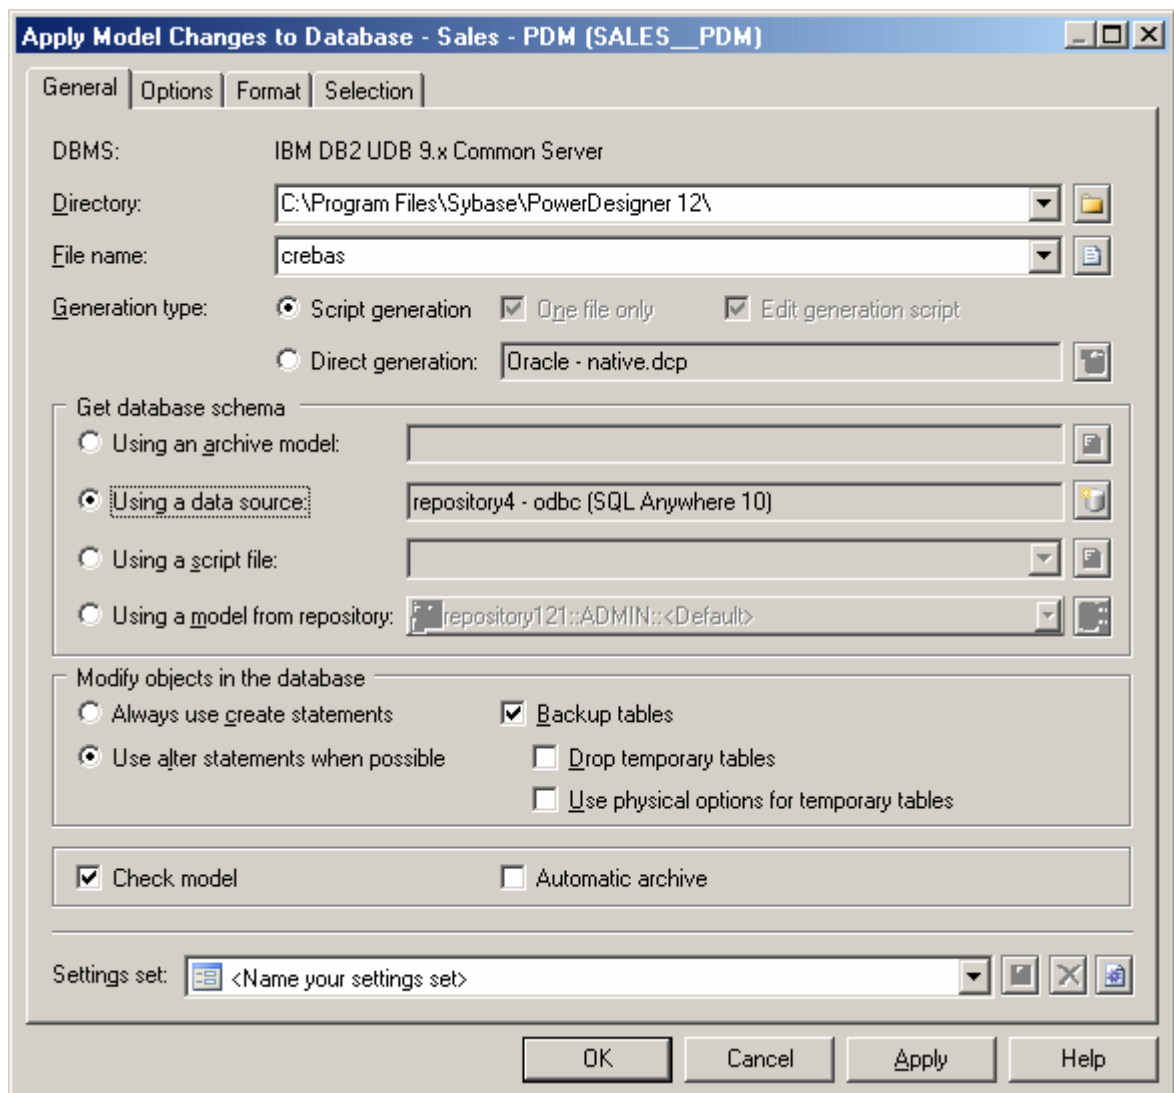 Apply Model Changes to Database - Sales - PDM (SALES__PDM)
General Options Format Selection
DBMS: IBM DB2 UDB 9.x Common Server
Directory: C:\Program Files\Sybase\PowerDesigner 12\
File name: crebas
Generation type: Script generation One file only Edit generation script
Direct generation: Oracle - native.dcp
Get database schema
Using an archive model:
Using a data source: repository4 - odbc (SQL Anywhere 10)
Using a script file:
Using a model from repository: repository121::ADMIN::<Default>
Modify objects in the database
Always use create statements Backup tables
Use alter statements when possible Drop temporary tables
Use physical options for temporary tables
Check model Automatic archive
Settings set: <Name your settings set>
OK Cancel Apply Help